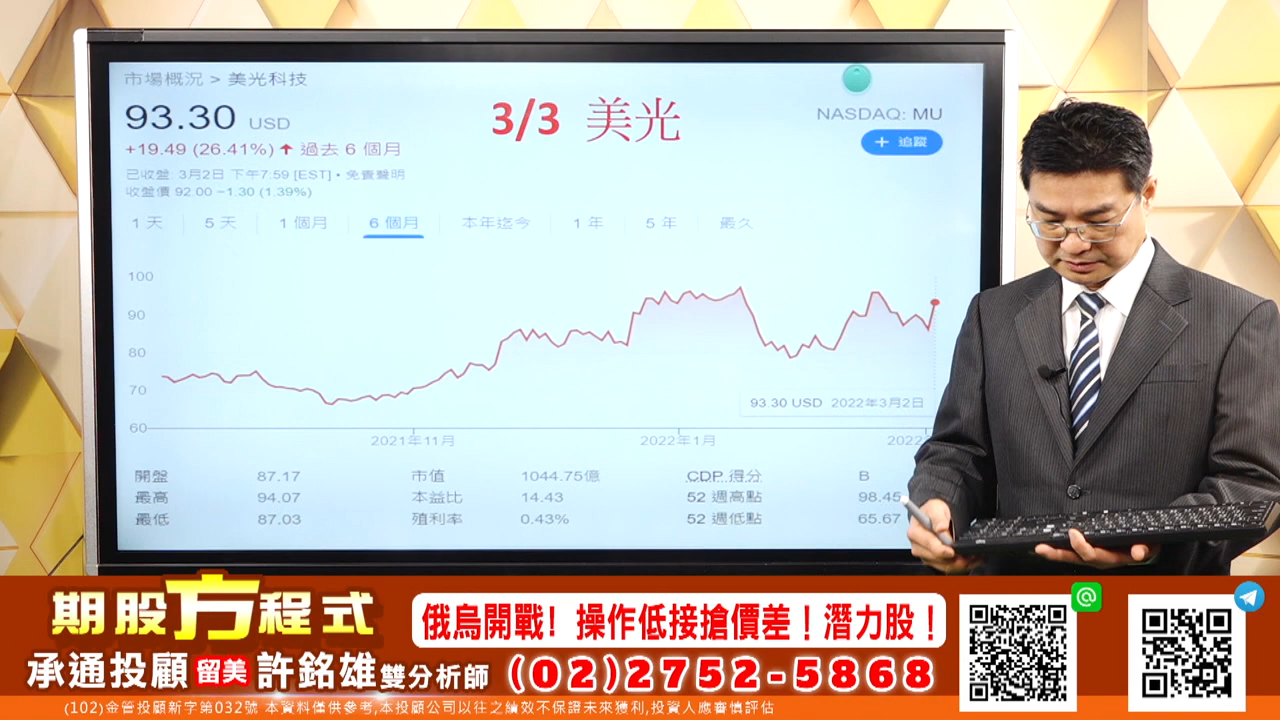 市場概況 > 美光科技
93.30 USD
3/3 美光
NASDAQ: MU
+19.49 (26.41%) ↑ 過去 6 個月
+ 追蹤
已收盤: 3月2日 下午7:59 [EST] • 免責聲明
收盤價 92.00 −1.30 (1.39%)
1 天 5 天 1 個月 6 個月 本年迄今 1 年 5 年 最久
100
90
80
70
60
93.30 USD 2022年3月2日
2021年11月 2022年1月 2022
開盤 87.17 市值 1044.75億 CDP 得分 B
最高 94.07 本益比 14.43 52 週高點 98.45
最低 87.03 殖利率 0.43% 52 週低點 65.67
期股方程式
俄烏開戰! 操作低接搶價差！潛力股！
承通投顧 留美 許銘雄 雙分析師 (02)2752-5868
(102)金管投顧新字第032號 本資料僅供參考,本投顧公司以往之績效不保證未來獲利,投資人應審慎評估